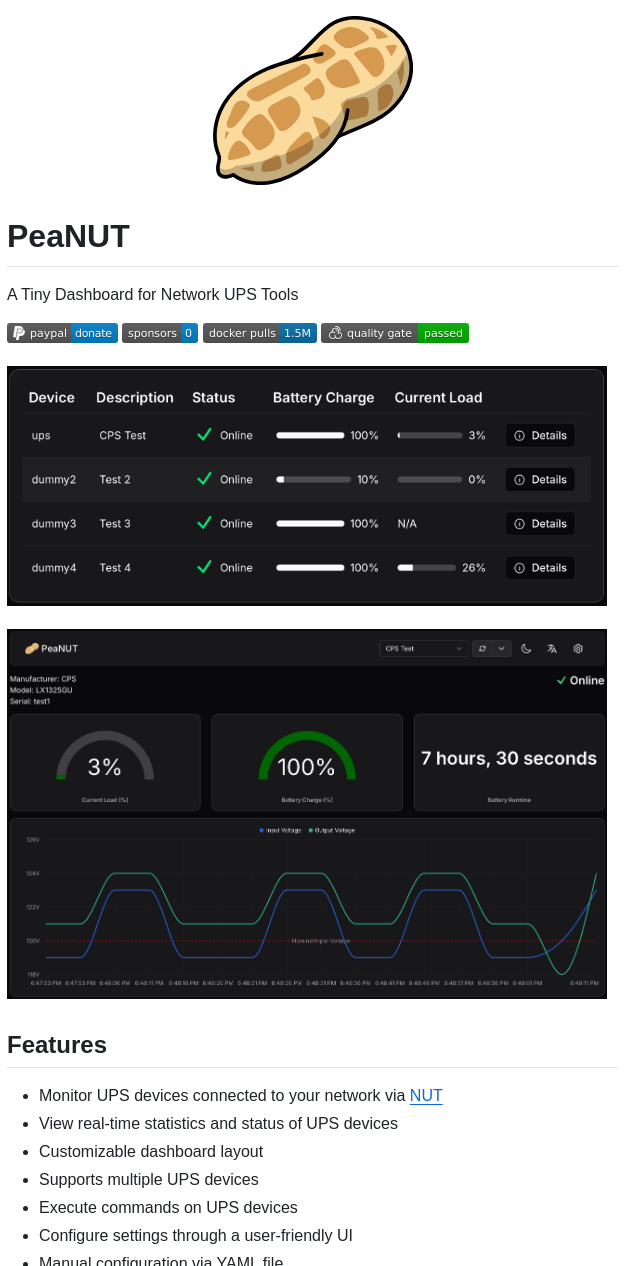 PeaNUT
A Tiny Dashboard for Network UPS Tools
paypal donate sponsors 0 docker pulls 1.5M quality gate passed
Device Description Status Battery Charge Current Load
ups CPS Test Online 100% 3% Details
dummy2 Test 2 Online 10% 0% Details
dummy3 Test 3 Online 100% N/A Details
dummy4 Test 4 Online 100% 26% Details
PeaNUT CPS Test
Manufacturer: CPS Online
Model: LX1325GU
Serial: test1
3% 100% 7 hours, 30 seconds
Current Load (%) Battery Charge (%) Battery Runtime
Input Voltage Output Voltage
126V
124V
122V
120V Nominal Input Voltage
118V
6:47:53 PM 6:47:53 PM 6:48:06 PM 6:48:11 PM 6:48:16 PM 6:48:20 PM 6:48:21 PM 6:48:26 PM 6:48:31 PM 6:48:36 PM 6:48:41 PM 6:48:46 PM 6:48:51 PM 6:48:56 PM 6:49:01 PM 6:49:11 PM
Features
Monitor UPS devices connected to your network via NUT
View real-time statistics and status of UPS devices
Customizable dashboard layout
Supports multiple UPS devices
Execute commands on UPS devices
Configure settings through a user-friendly UI
Manual configuration via YAML file